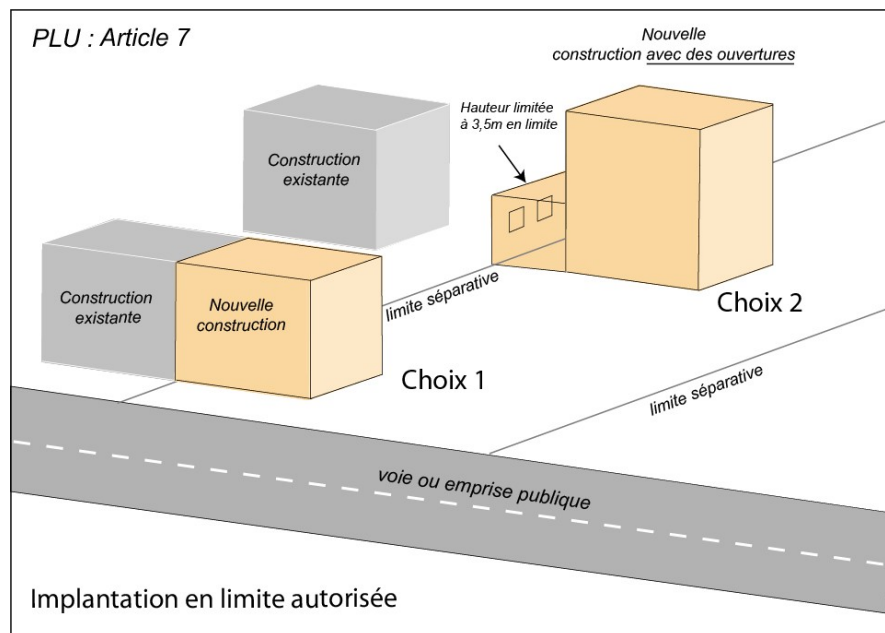 PLU : Article 7
Nouvelle
construction avec des ouvertures
Hauteur limitée
à 3,5m en limite
Construction
existante
Construction
existante
Nouvelle
construction
limite séparative
Choix 2
Choix 1
limite séparative
voie ou emprise publique
Implantation en limite autorisée